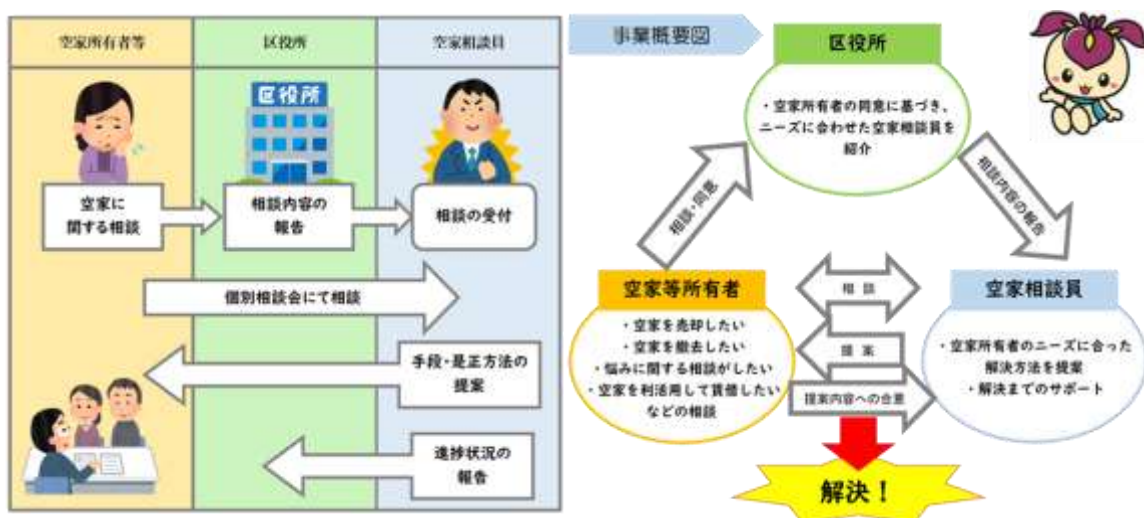 空家所有者等
区役所
空家相談員
区役所
空家に
関する相談
相談内容の
報告
相談の受付
個別相談会にて相談
手段・是正方法の
提案
進捗状況の
報告
事業概要図
区役所
・空家所有者の同意に基づき、
ニーズに合わせた空家相談員を
紹介
相談・同意
相談内容の報告
空家等所有者
・空家を売却したい
・空家を撤去したい
・悩みに関する相談がしたい
・空家を利活用して賃借したい
などの相談
相談
提案
提案内容への合意
空家相談員
・空家所有者のニーズに合った
解決方法を提案
・解決までのサポート
解決！